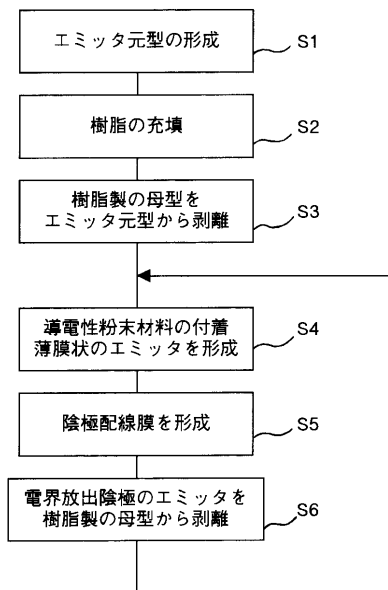 エミッタ元型の形成
S1
樹脂の充填
S2
樹脂製の母型を
エミッタ元型から剥離
S3
導電性粉末材料の付着
薄膜状のエミッタを形成
S4
陰極配線膜を形成
S5
電界放出陰極のエミッタを
樹脂製の母型から剥離
S6